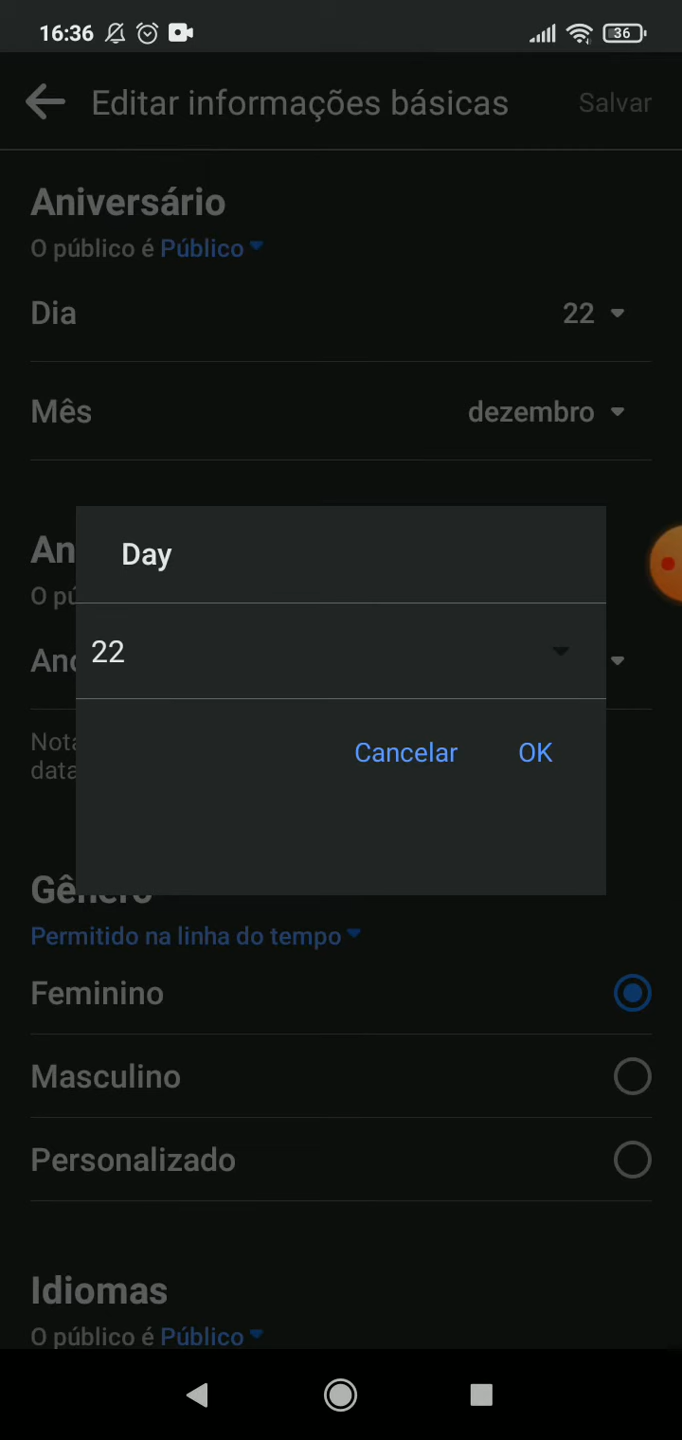 16:36
36
Editar informações básicas
Salvar
Aniversário
O público é Público
Dia
22
Mês
dezembro
Day
22
Cancelar
OK
Gênero
Permitido na linha do tempo
Feminino
Masculino
Personalizado
Idiomas
O público é Público